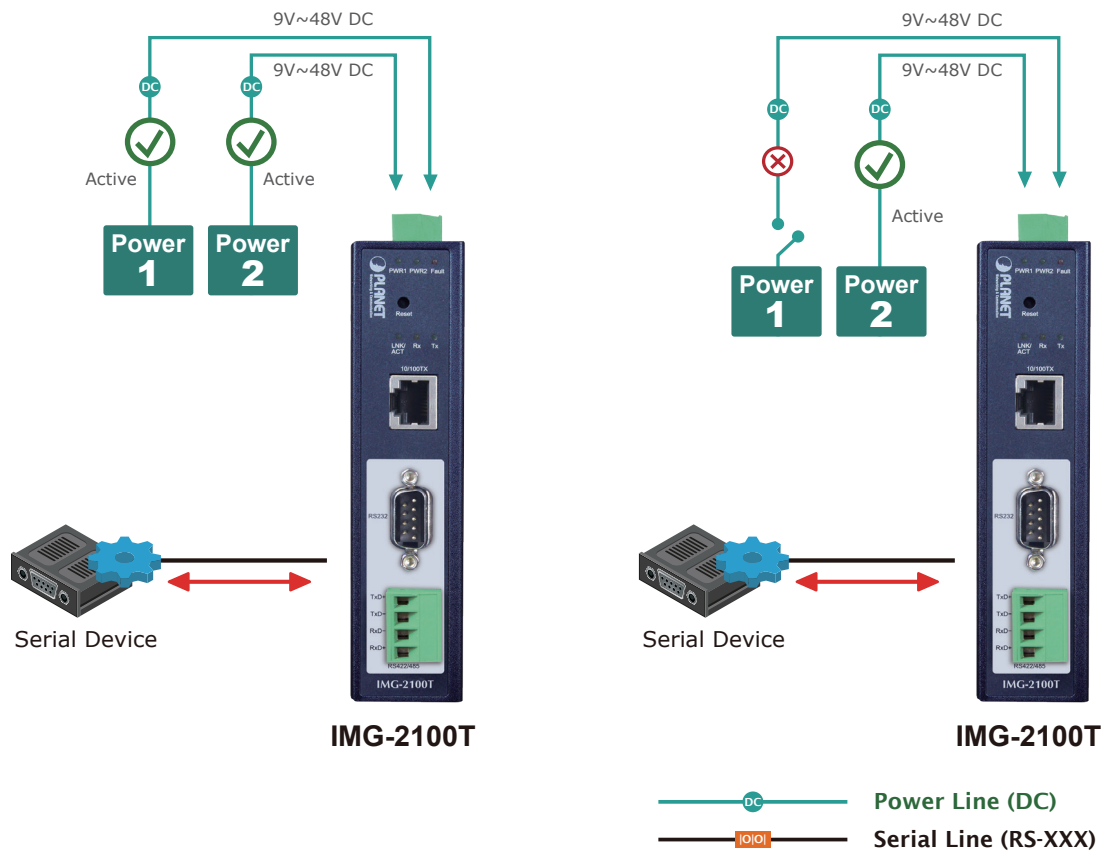 9V~48V DC
9V~48V DC
DC
DC
Active
Active
Power
1
Power
2
PLANET
PWR1 PWR2 Fault
Reset
LNK/
ACT
Rx
Tx
10/100TX
RS232
TxD+
TxD-
RxD-
RxD+
RS422/485
IMG-2100T
Serial Device
IMG-2100T
9V~48V DC
9V~48V DC
DC
DC
Active
Power
1
Power
2
PLANET
PWR1 PWR2 Fault
Reset
LNK/
ACT
Rx
Tx
10/100TX
RS232
TxD+
TxD-
RxD-
RxD+
RS422/485
IMG-2100T
Serial Device
IMG-2100T
DC
Power Line (DC)
|O|O|
Serial Line (RS-XXX)